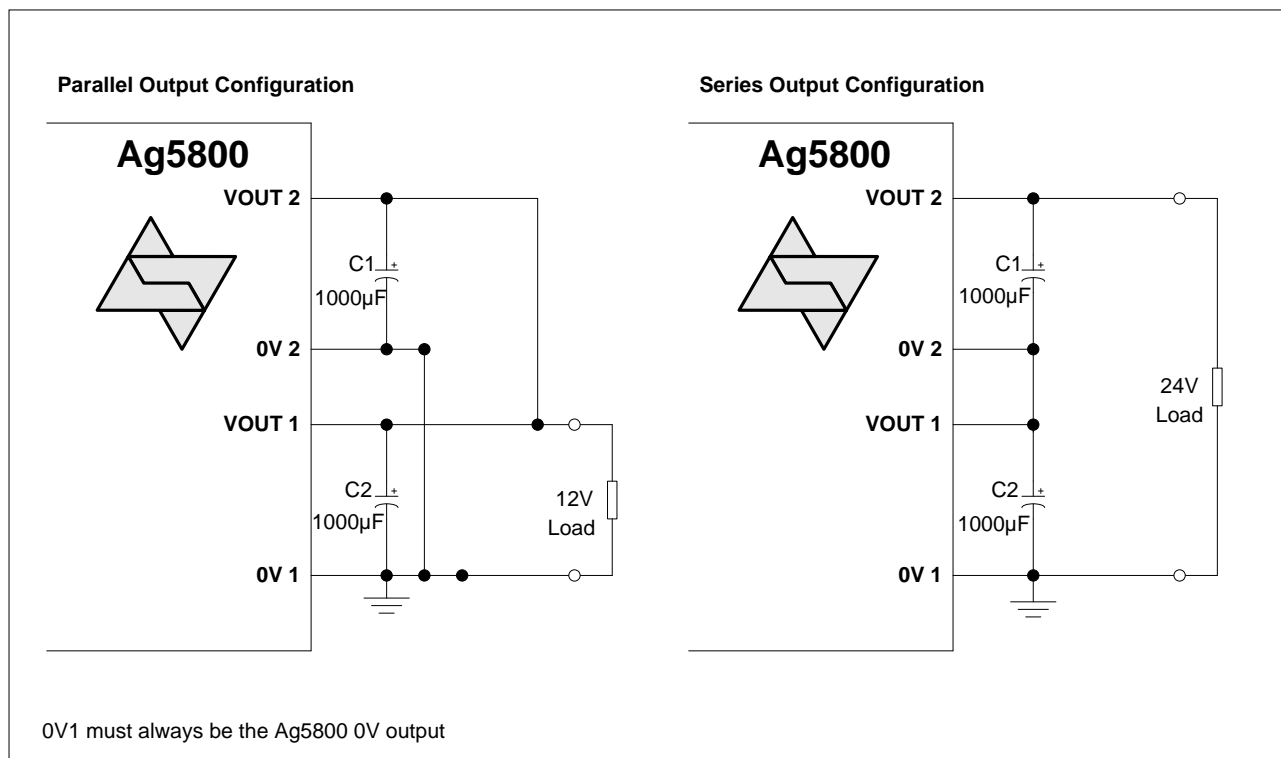 Parallel Output Configuration
Ag5800
VOUT 2
C1
+
1000µF
0V 2
VOUT 1
C2
+
1000µF
12V
Load
0V 1
Series Output Configuration
Ag5800
VOUT 2
C1
+
1000µF
0V 2
24V
Load
VOUT 1
C2
+
1000µF
0V 1
0V1 must always be the Ag5800 0V output